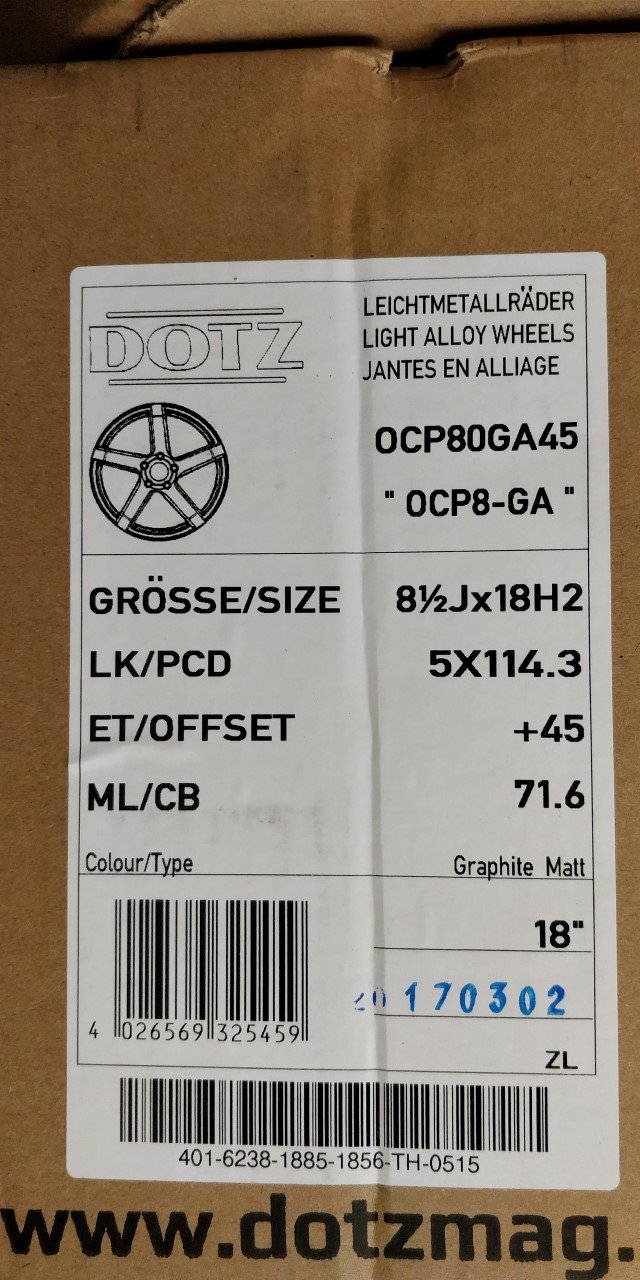 DOTZ
LEICHTMETALLRÄDER
LIGHT ALLOY WHEELS
JANTES EN ALLIAGE
OCP80GA45
" OCP8-GA "
GRÖSSE/SIZE 8½Jx18H2
LK/PCD 5X114.3
ET/OFFSET +45
ML/CB 71.6
Colour/Type Graphite Matt
18"
20170302
4 026569 325459
ZL
401-6238-1885-1856-TH-0515
www.dotzmag.